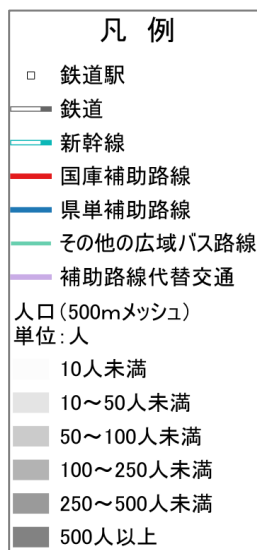 凡 例
鉄道駅
鉄道
新幹線
国庫補助路線
県単補助路線
その他の広域バス路線
補助路線代替交通
人口(500mメッシュ)
単位:人
10人未満
10~50人未満
50~100人未満
100~250人未満
250~500人未満
500人以上